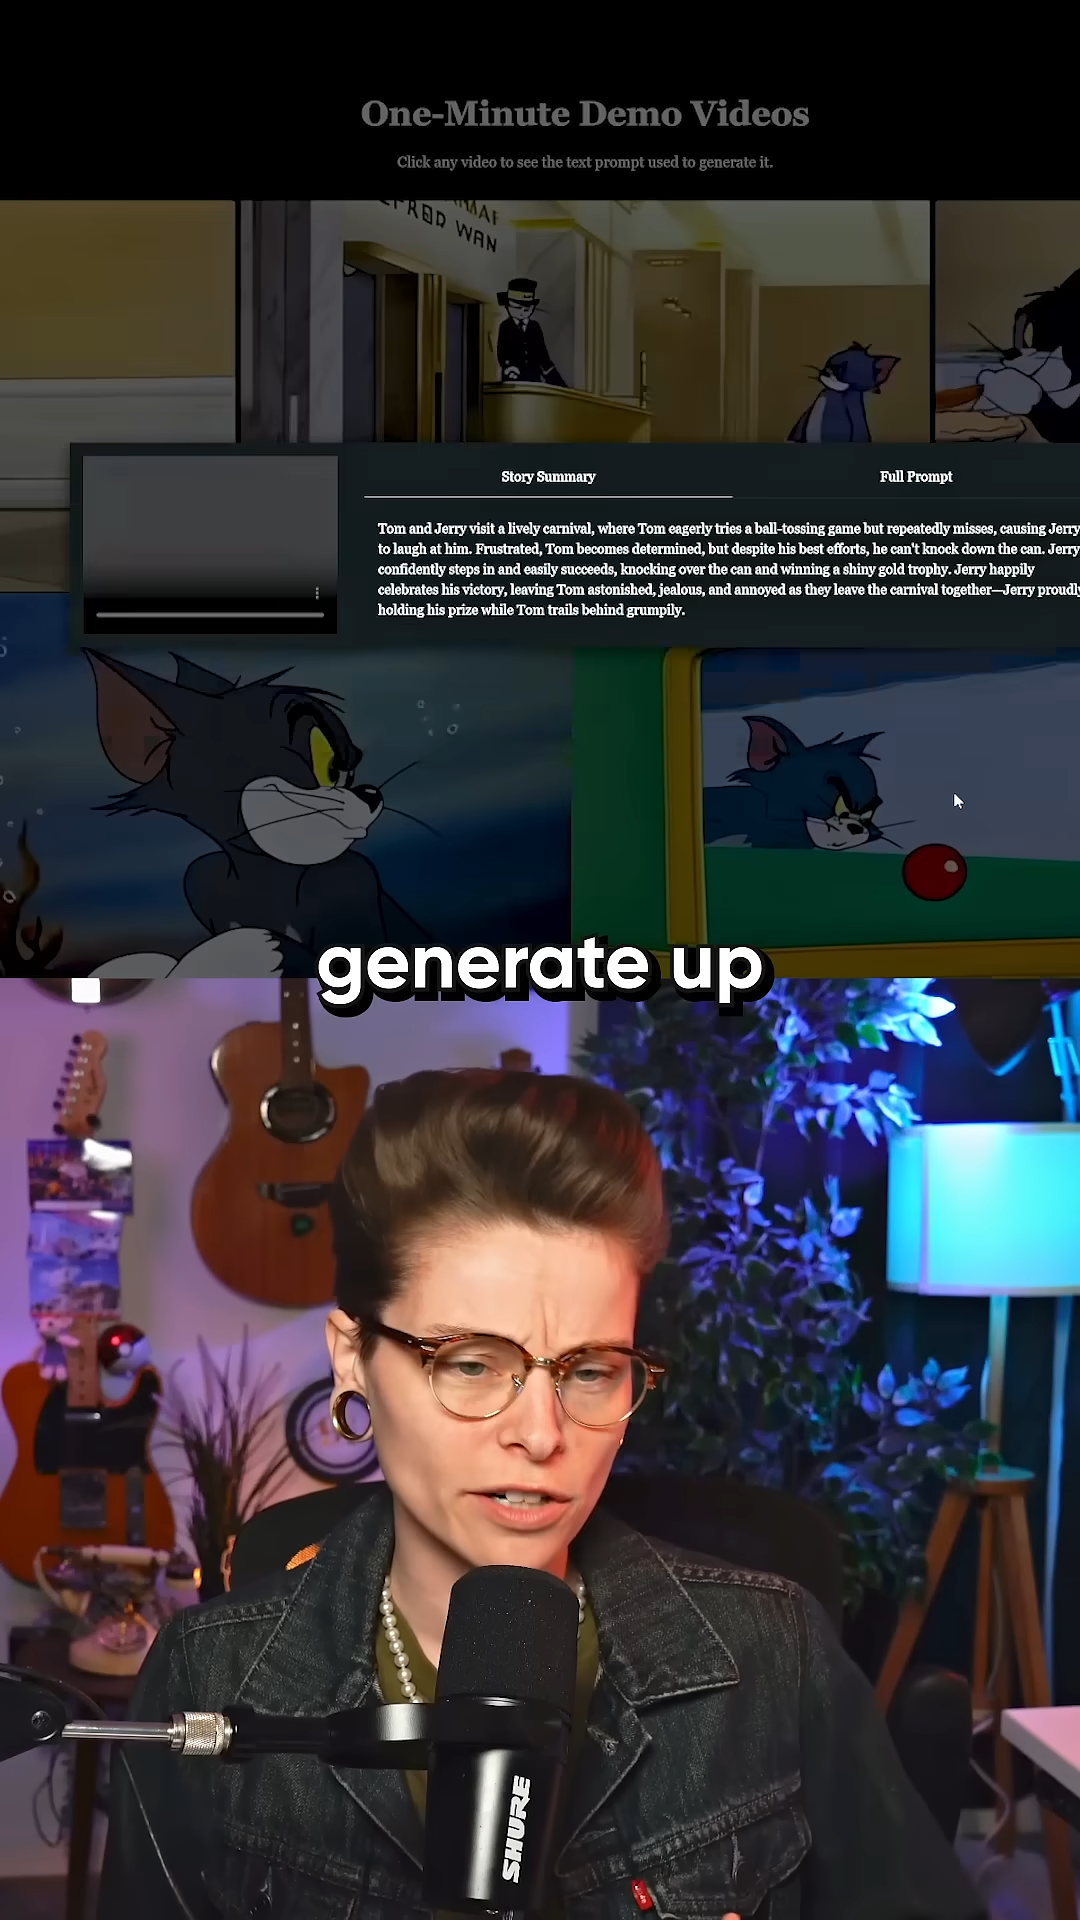 One-Minute Demo Videos
Click any video to see the text prompt used to generate it.
WAN
Story Summary
Full Prompt
Tom and Jerry visit a lively carnival, where Tom eagerly tries a ball-tossing game but repeatedly misses, causing Jerry
to laugh at him. Frustrated, Tom becomes determined, but despite his best efforts, he can't knock down the can. Jerry
confidently steps in and easily succeeds, knocking over the can and winning a shiny gold trophy. Jerry happily
celebrates his victory, leaving Tom astonished, jealous, and annoyed as they leave the carnival together—Jerry proudly
holding his prize while Tom trails behind grumpily.
generate up
SHURE